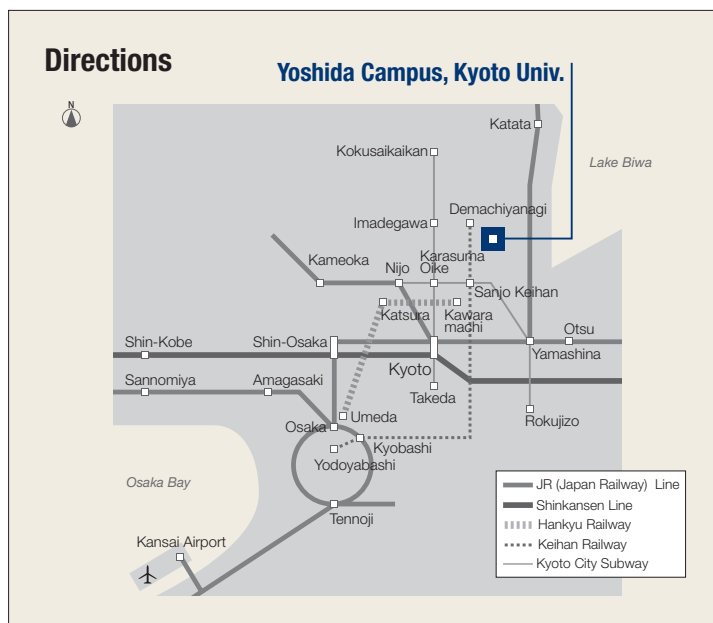 Directions
Yoshida Campus, Kyoto Univ.
N
Katata
Kokusaikaikan
Lake Biwa
Demachiyanagi
Imadegawa
Karasuma
Oike
Kameoka
Nijo
Sanjo Keihan
Katsura
Kawara
machi
Otsu
Shin-Kobe
Shin-Osaka
Yamashina
Kyoto
Sannomiya
Amagasaki
Takeda
Umeda
Rokujizo
Osaka
Kyobashi
Yodoyabashi
Osaka Bay
JR (Japan Railway) Line
Shinkansen Line
Hankyu Railway
Keihan Railway
Kyoto City Subway
Tennoji
Kansai Airport